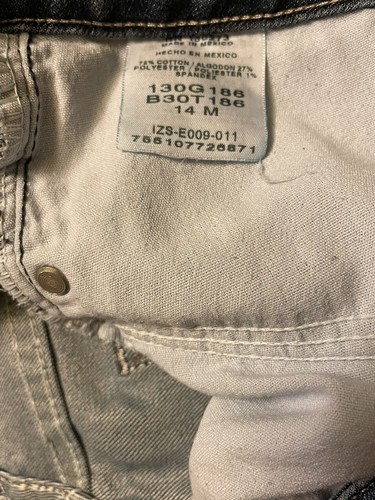 MADE IN MEXICO
HECHO EN MEXICO
72% COTTON / ALGODON 27%
POLYESTER / POLIESTER 1%
SPANDEX
130G186
B30T186
14 M
IZS-E009-011
755107726871